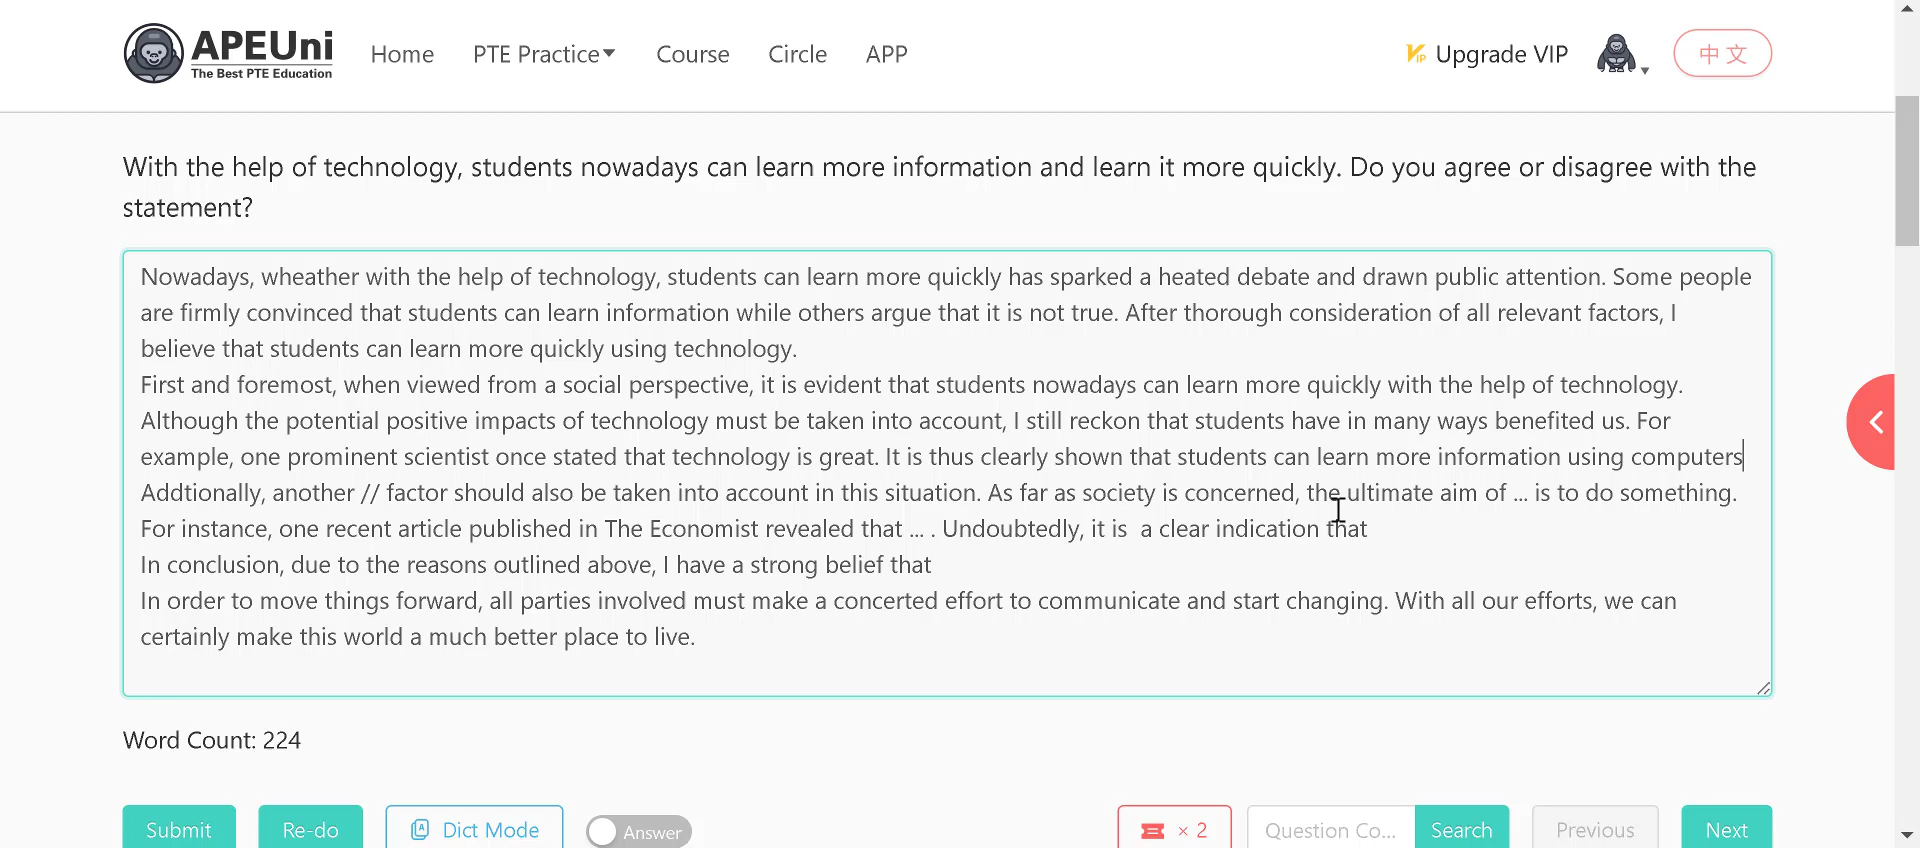 APEUni
The Best PTE Education
Home
PTE Practice
Course
Circle
APP
VIP
Upgrade VIP
中文
With the help of technology, students nowadays can learn more information and learn it more quickly. Do you agree or disagree with the
statement?
Nowadays, wheather with the help of technology, students can learn more quickly has sparked a heated debate and drawn public attention. Some people
are firmly convinced that students can learn information while others argue that it is not true. After thorough consideration of all relevant factors, I
believe that students can learn more quickly using technology.
First and foremost, when viewed from a social perspective, it is evident that students nowadays can learn more quickly with the help of technology.
Although the potential positive impacts of technology must be taken into account, I still reckon that students have in many ways benefited us. For
example, one prominent scientist once stated that technology is great. It is thus clearly shown that students can learn more information using computers
Addtionally, another // factor should also be taken into account in this situation. As far as society is concerned, the ultimate aim of ... is to do something.
For instance, one recent article published in The Economist revealed that ... . Undoubtedly, it is  a clear indication that
In conclusion, due to the reasons outlined above, I have a strong belief that
In order to move things forward, all parties involved must make a concerted effort to communicate and start changing. With all our efforts, we can
certainly make this world a much better place to live.
Word Count: 224
Submit
Re-do
A
Dict Mode
Answer
× 2
Question Co...
Search
Previous
Next